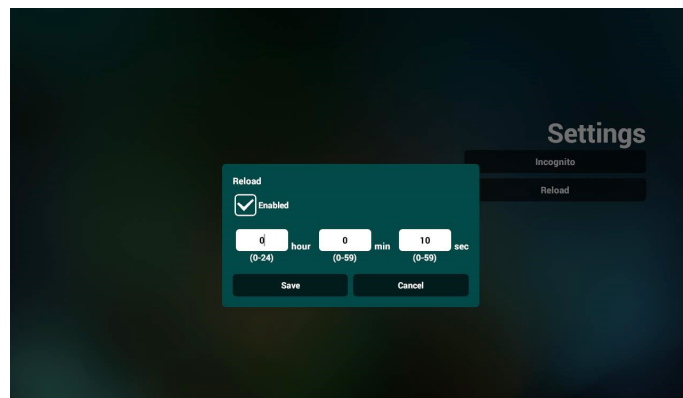 Settings
Incognito
Reload
Reload
Enabled
0 hour 0 min 10 sec
(0-24) (0-59) (0-59)
Save Cancel